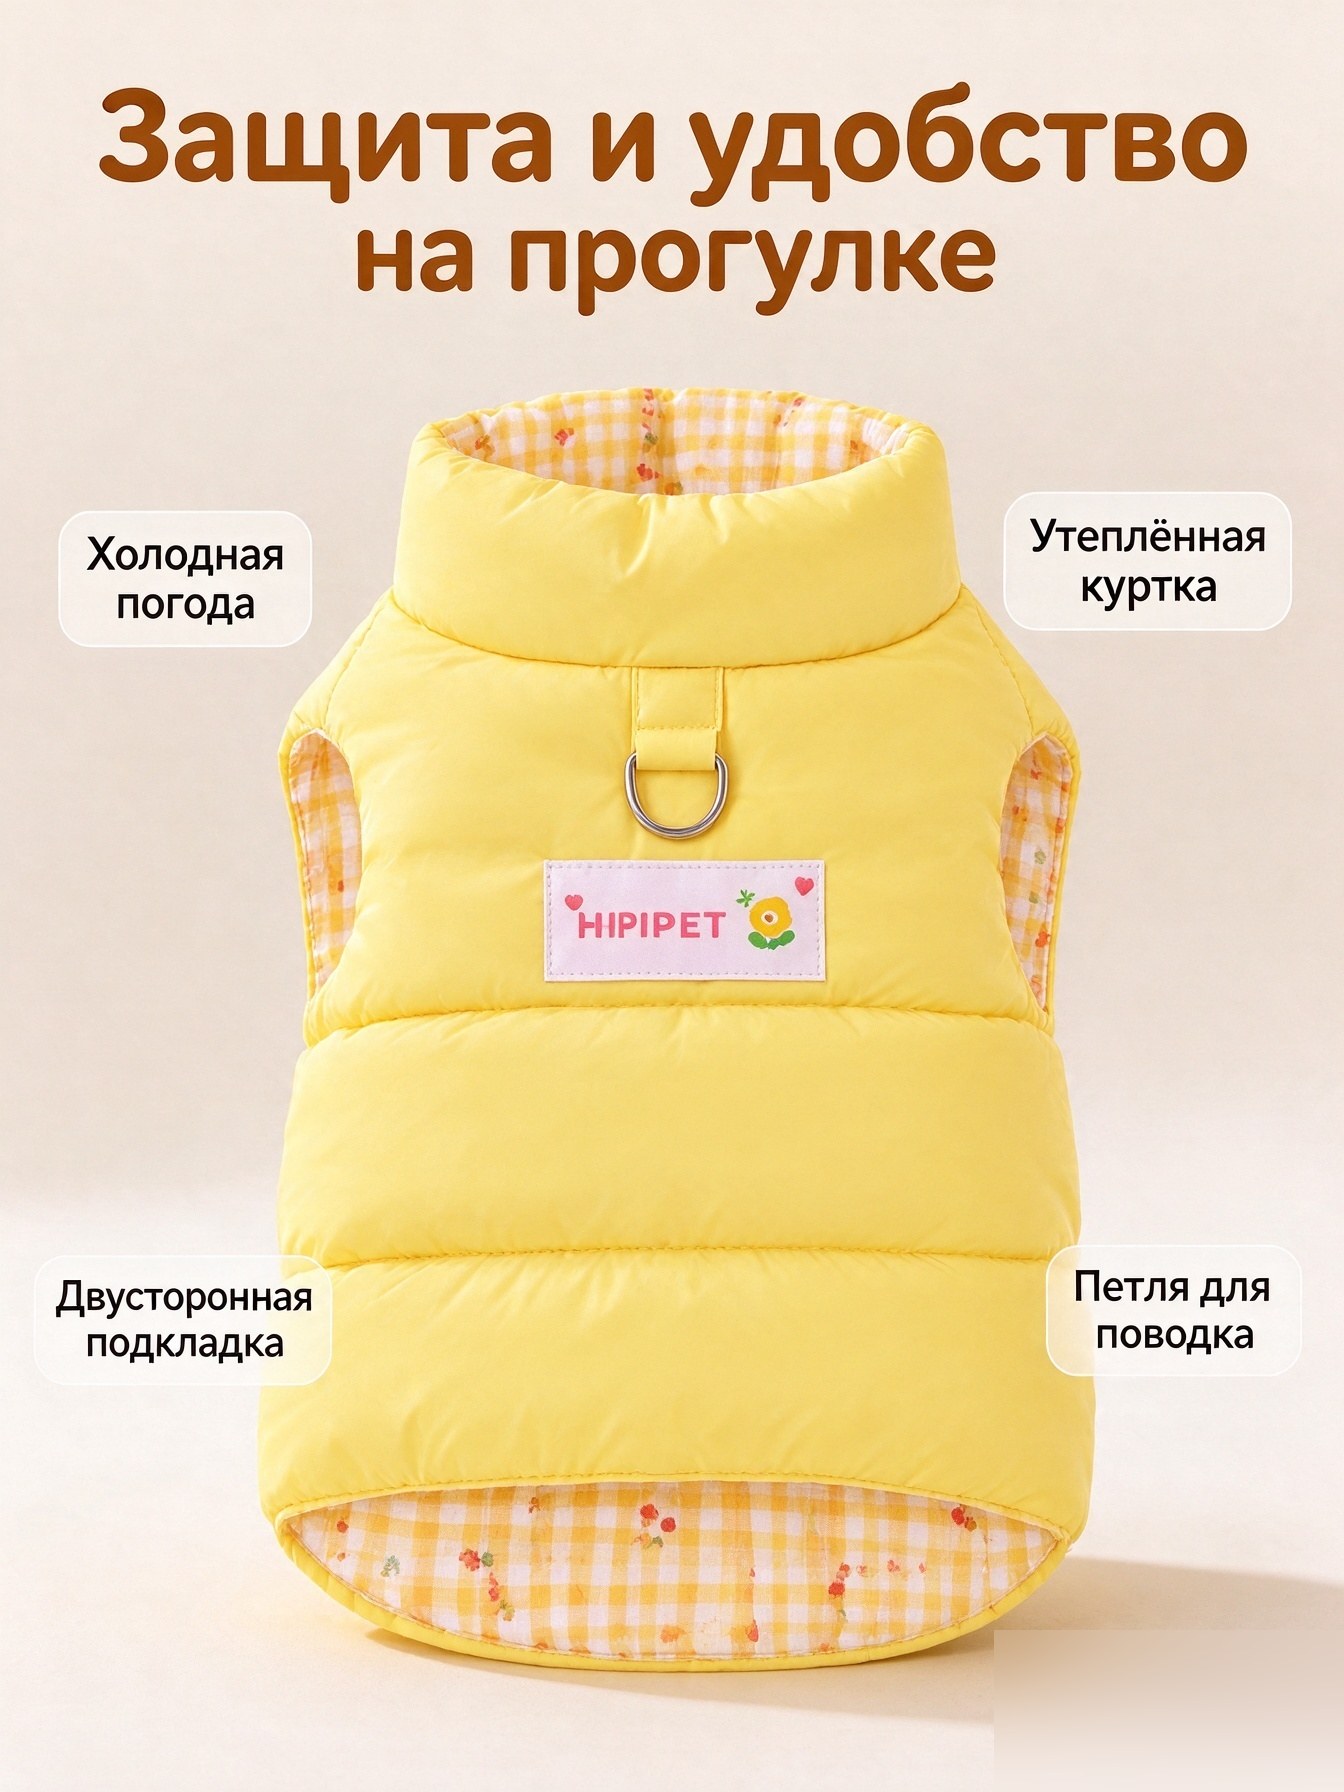 Защита и удобство
на прогулке
Холодная
погода
Утеплённая
куртка
HIPIPET
Двусторонная
подкладка
Петля для
поводка